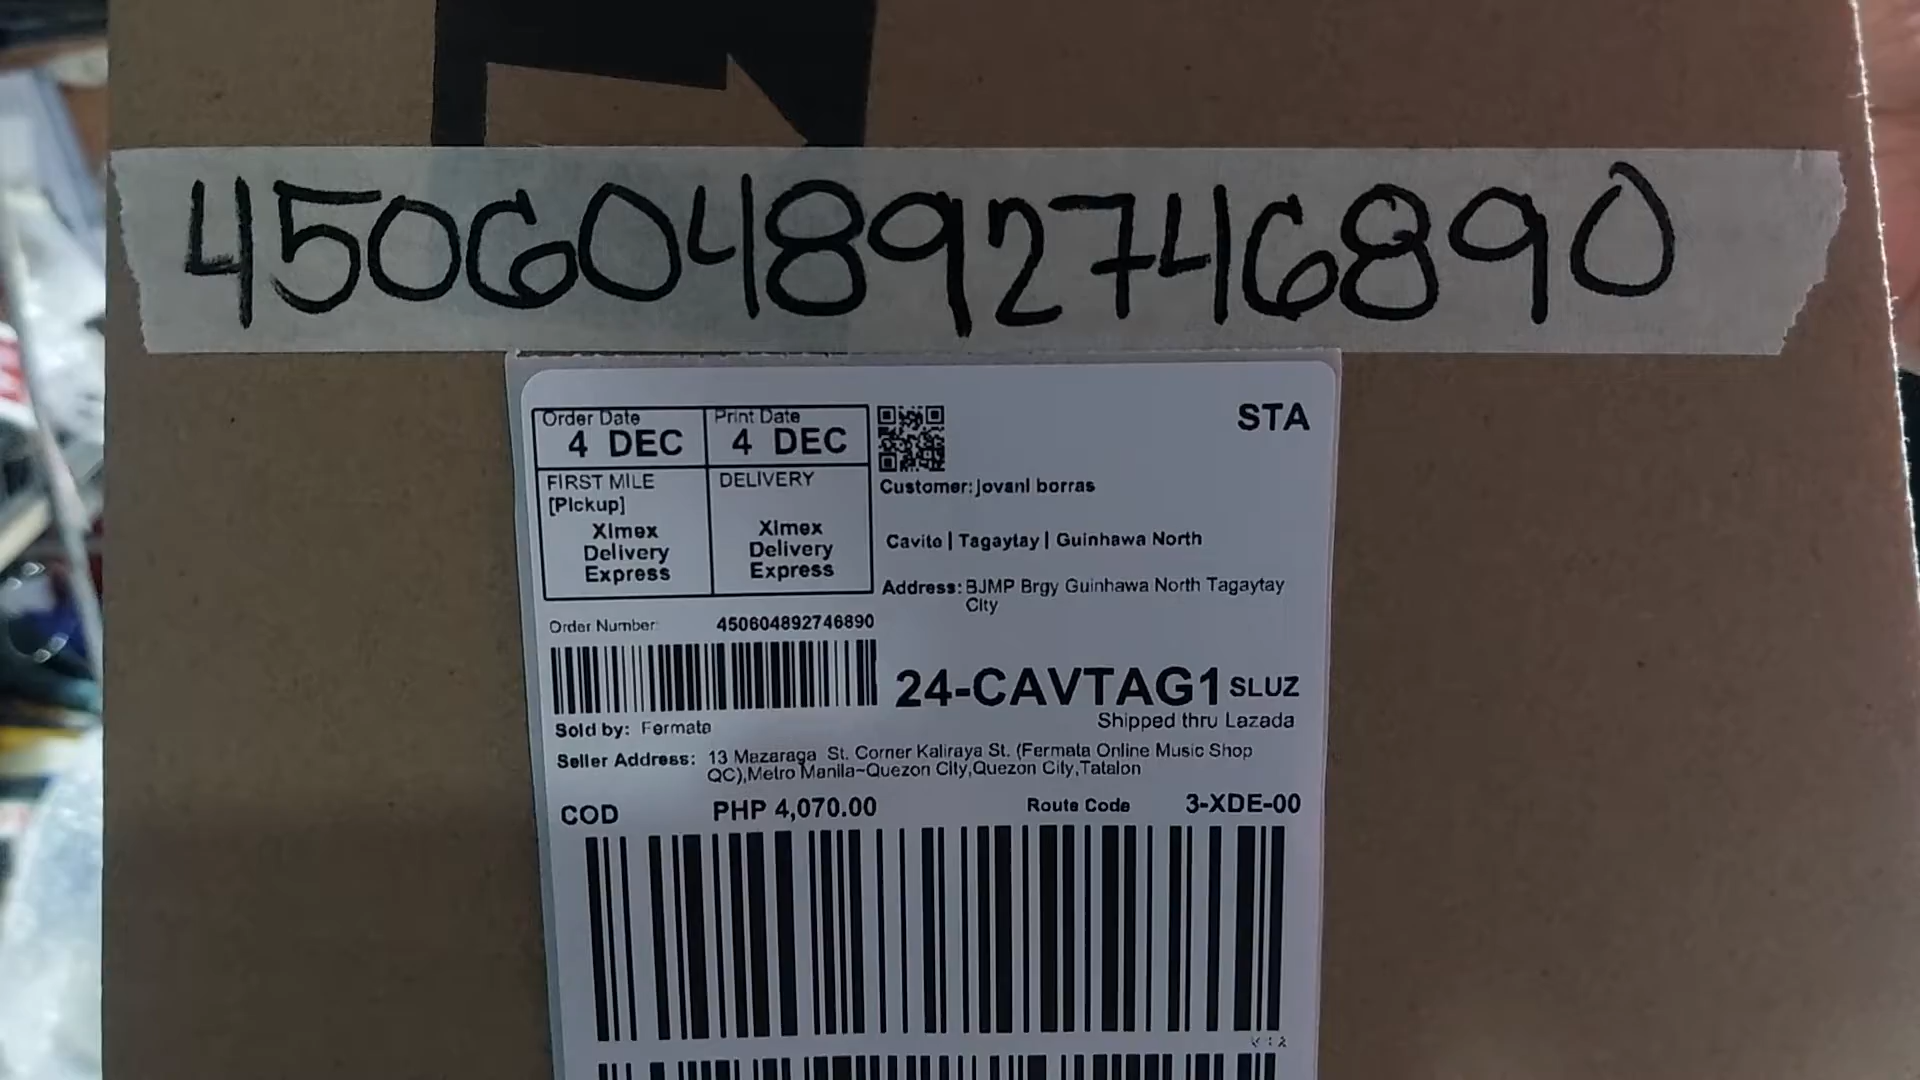 450604892746890
Order Date
4 DEC
Print Date
4 DEC
STA
FIRST MILE
[Pickup]
Ximex
Delivery
Express
DELIVERY
Ximex
Delivery
Express
Customer: jovani borras
Cavite | Tagaytay | Guinhawa North
Address: BJMP Brgy Guinhawa North Tagaytay
City
Order Number: 450604892746890
24-CAVTAG1 SLUZ
Shipped thru Lazada
Sold by: Fermata
Seller Address: 13 Mazaraga St. Corner Kaliraya St. (Fermata Online Music Shop
QC),Metro Manila~Quezon City,Quezon City,Tatalon
COD PHP 4,070.00 Route Code 3-XDE-00